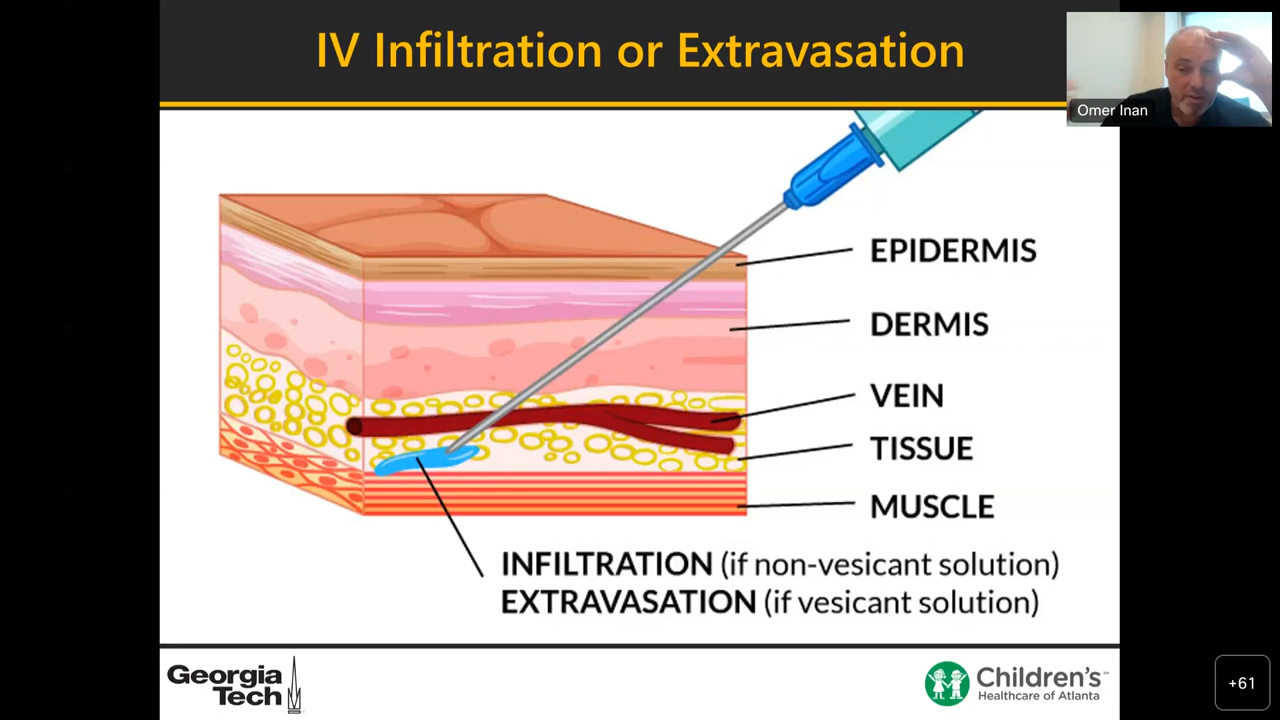 IV Infiltration or Extravasation
Omer Inan
EPIDERMIS
DERMIS
VEIN
TISSUE
MUSCLE
INFILTRATION (if non-vesicant solution)
EXTRAVASATION (if vesicant solution)
Georgia
Tech
Children's
Healthcare of Atlanta
+61